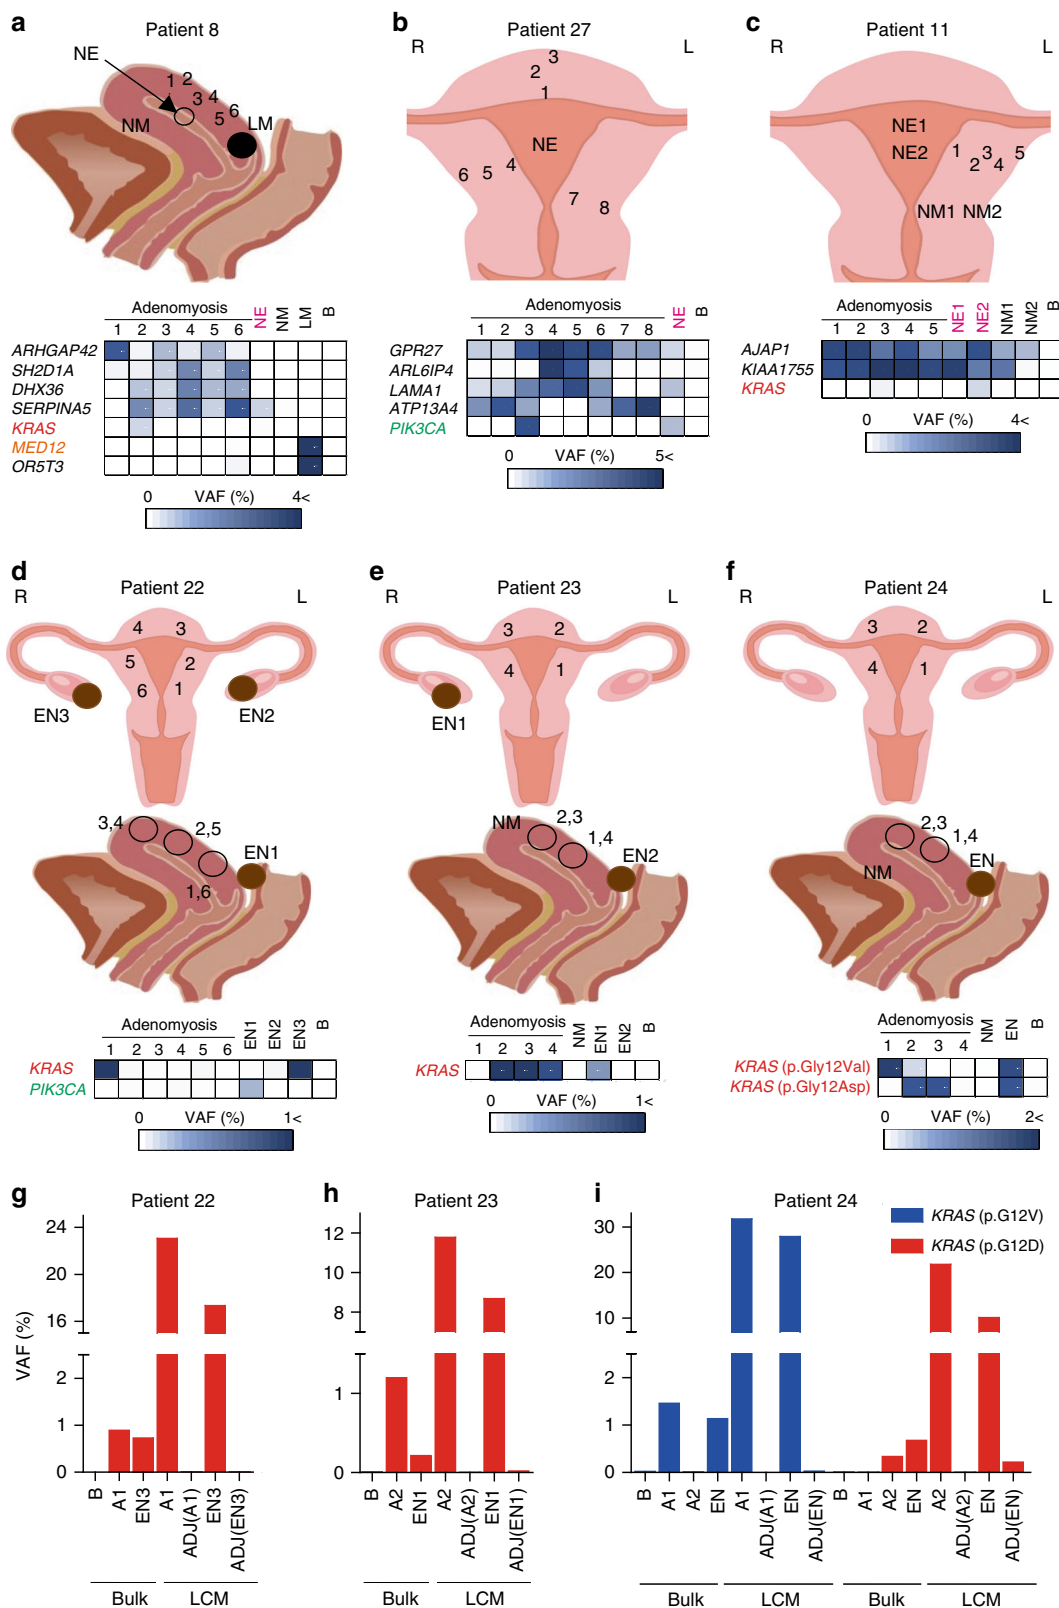 a
Patient 8
NE
1 2
3 4
5 6
NM
LM
Adenomyosis
1 2 3 4 5 6 NE NM LM B
ARHGAP42
SH2D1A
DHX36
SERPINA5
KRAS
MED12
OR5T3
0 VAF (%) 4<
b
Patient 27
R L
3
2
1
NE
6 5 4
7 8
Adenomyosis
1 2 3 4 5 6 7 8 NE B
GPR27
ARL6IP4
LAMA1
ATP13A4
PIK3CA
0 VAF (%) 5<
c
Patient 11
R L
NE1
NE2
1 2 3 4 5
NM1 NM2
Adenomyosis
1 2 3 4 5 NE1 NE2 NM1 NM2 B
AJAP1
KIAA1755
KRAS
0 VAF (%) 4<
d
Patient 22
R L
4 3
5 2
6 1
EN3 EN2
3,4
2,5
1,6
EN1
Adenomyosis
1 2 3 4 5 6 EN1 EN2 EN3 B
KRAS
PIK3CA
0 VAF (%) 1<
e
Patient 23
R L
3 2
4 1
EN1
NM
2,3
1,4
EN2
Adenomyosis
1 2 3 4 NM EN1 EN2 B
KRAS
0 VAF (%) 1<
f
Patient 24
R L
3 2
4 1
2,3
1,4
NM
EN
Adenomyosis
1 2 3 4 NM EN B
KRAS (p.Gly12Val)
KRAS (p.Gly12Asp)
0 VAF (%) 2<
g
Patient 22
VAF (%)
24
20
16
2
1
0
B A1 EN3 A1 ADJ(A1) EN3 ADJ(EN3)
Bulk LCM
h
Patient 23
12
10
8
1
0
B A2 EN1 A2 ADJ(A2) EN1 ADJ(EN1)
Bulk LCM
i
Patient 24
KRAS (p.G12V)
KRAS (p.G12D)
30
20
10
2
1
0
B A1 A2 EN A1 ADJ(A1) EN ADJ(EN) B A1 A2 EN A2 ADJ(A2) EN ADJ(EN)
Bulk LCM Bulk LCM